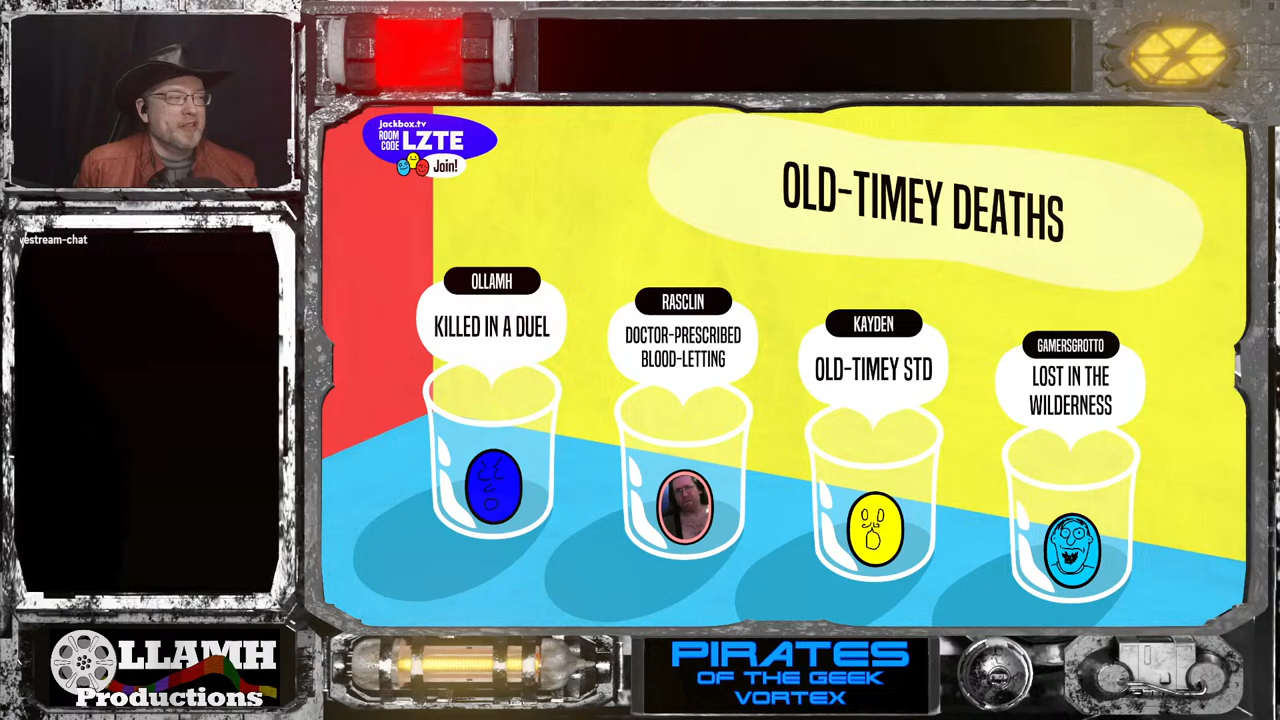 jackbox.tv
ROOM
CODE
LZTE
Join!
OLD-TIMEY DEATHS
OLLAMH
KILLED IN A DUEL
RASCLIN
DOCTOR-PRESCRIBED
BLOOD-LETTING
KAYDEN
OLD-TIMEY STD
GAMERSGROTTO
LOST IN THE
WILDERNESS
vestream-chat
OLLAMH
Productions
PIRATES
OF THE GEEK
VORTEX